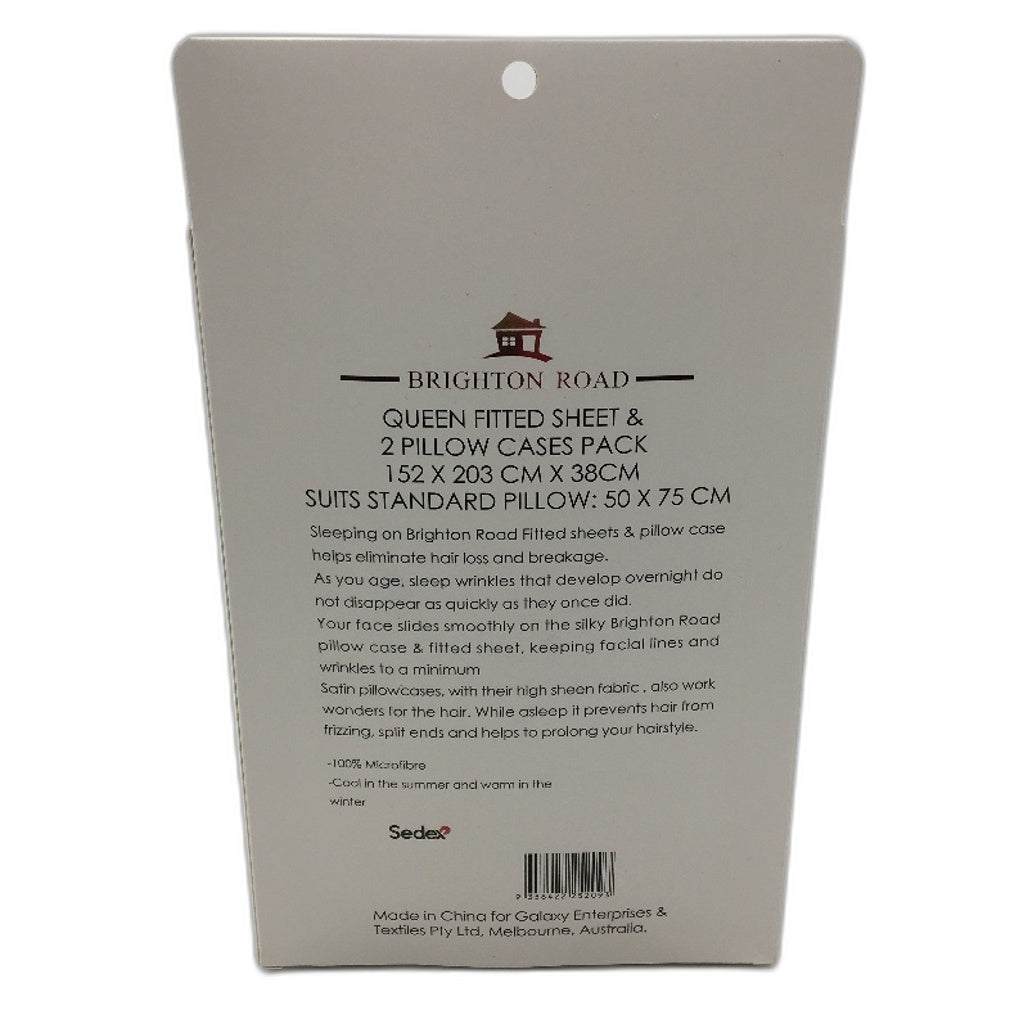 BRIGHTON ROAD
QUEEN FITTED SHEET &
2 PILLOW CASES PACK
152 X 203 CM X 38CM
SUITS STANDARD PILLOW: 50 X 75 CM
Sleeping on Brighton Road Fitted sheets & pillow case
helps eliminate hair loss and breakage.
As you age, sleep wrinkles that develop overnight do
not disappear as quickly as they once did.
Your face slides smoothly on the silky Brighton Road
pillow case & fitted sheet, keeping facial lines and
wrinkles to a minimum
Satin pillowcases, with their high sheen fabric , also work
wonders for the hair. While asleep it prevents hair from
frizzing, split ends and helps to prolong your hairstyle.
-100% Microfibre
-Cool in the summer and warm in the
winter
Sedex
Made in China for Galaxy Enterprises &
Textiles Pty Ltd, Melbourne, Australia.